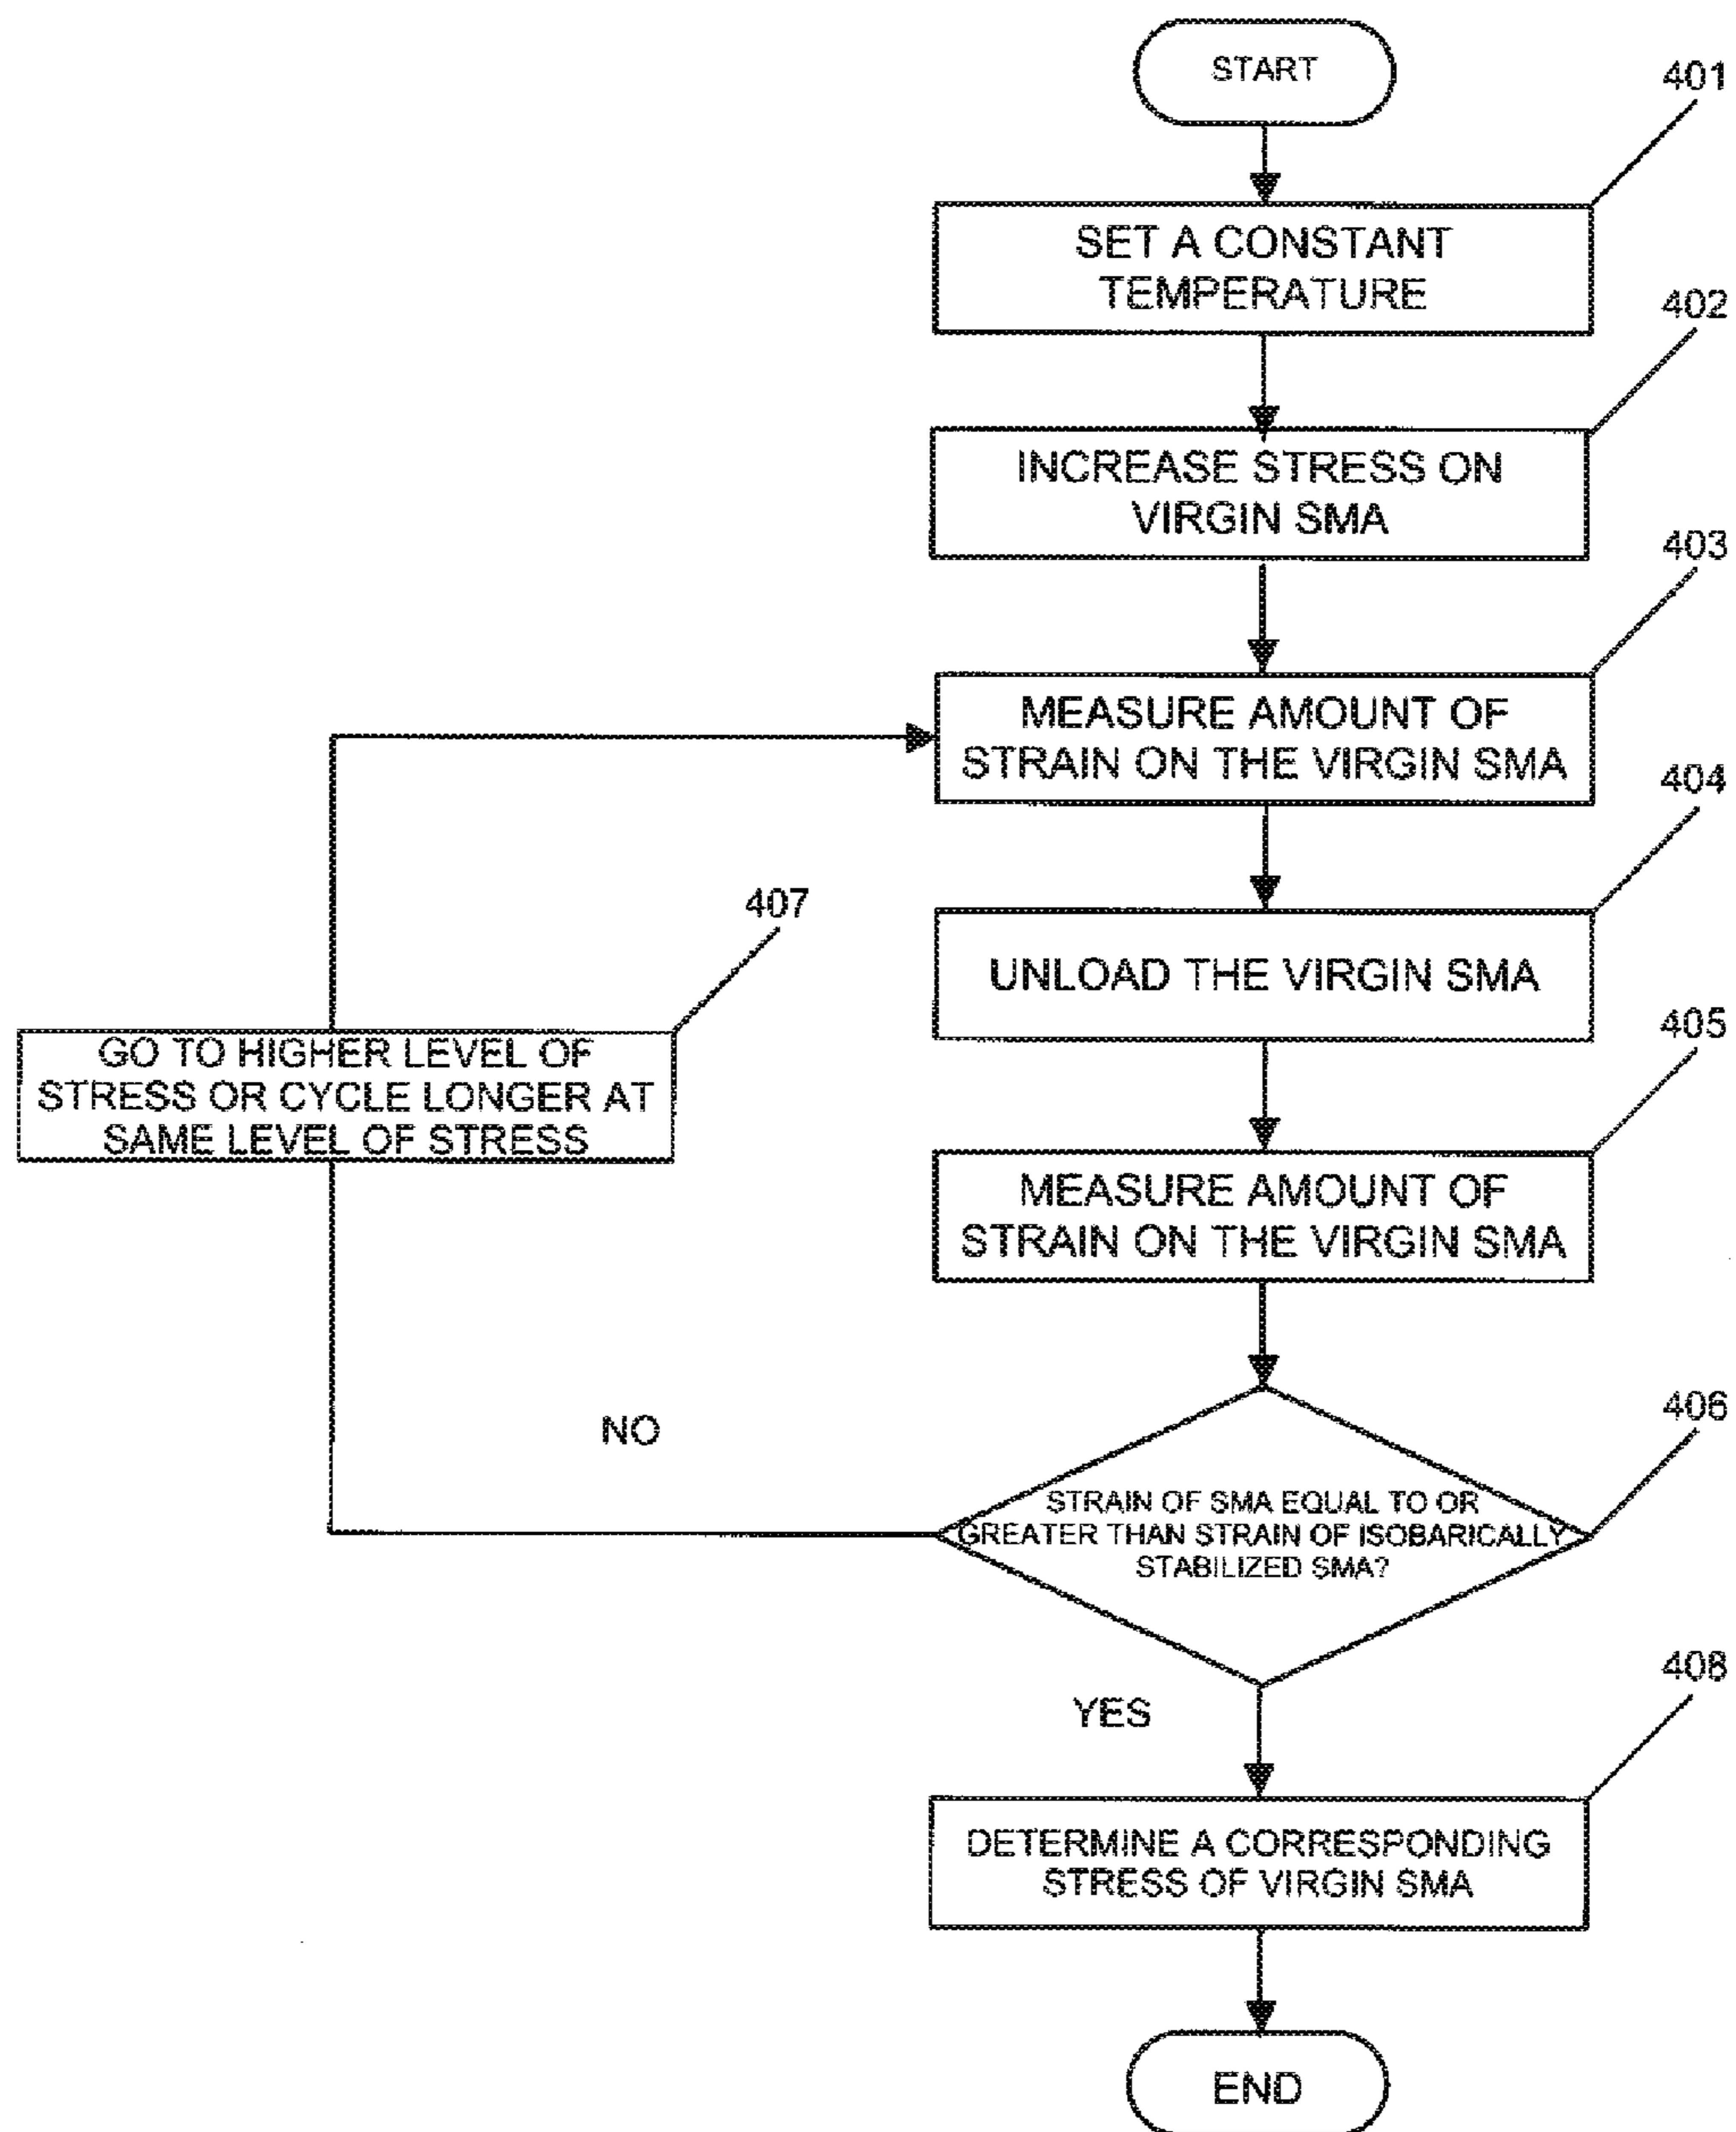 START
401
SET A CONSTANT
TEMPERATURE
402
INCREASE STRESS ON
VIRGIN SMA
403
MEASURE AMOUNT OF
STRAIN ON THE VIRGIN SMA
404
UNLOAD THE VIRGIN SMA
407
GO TO HIGHER LEVEL OF
STRESS OR CYCLE LONGER AT
SAME LEVEL OF STRESS
405
MEASURE AMOUNT OF
STRAIN ON THE VIRGIN SMA
406
NO
STRAIN OF SMA EQUAL TO OR
GREATER THAN STRAIN OF ISOBARICALLY
STABILIZED SMA?
YES
408
DETERMINE A CORRESPONDING
STRESS OF VIRGIN SMA
END